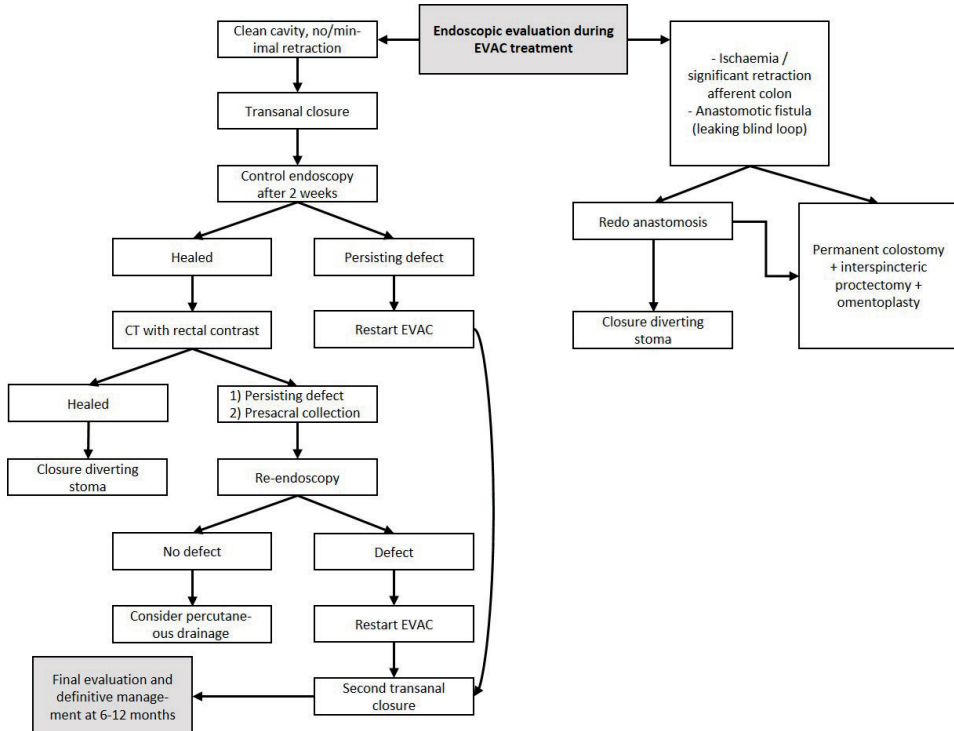 Clean cavity, no/min-
imal retraction
Endoscopic evaluation during
EVAC treatment
- Ischaemia /
significant retraction
afferent colon
- Anastomotic fistula
(leaking blind loop)
Transanal closure
Control endoscopy
after 2 weeks
Redo anastomosis
Permanent colostomy
+ interspincteric
proctectomy +
omentoplasty
Healed
Persisting defect
CT with rectal contrast
Restart EVAC
Closure diverting
stoma
Healed
1) Persisting defect
2) Presacral collection
Closure diverting
stoma
Re-endoscopy
No defect
Defect
Consider percutane-
ous drainage
Restart EVAC
Final evaluation and
definitive manage-
ment at 6-12 months
Second transanal
closure